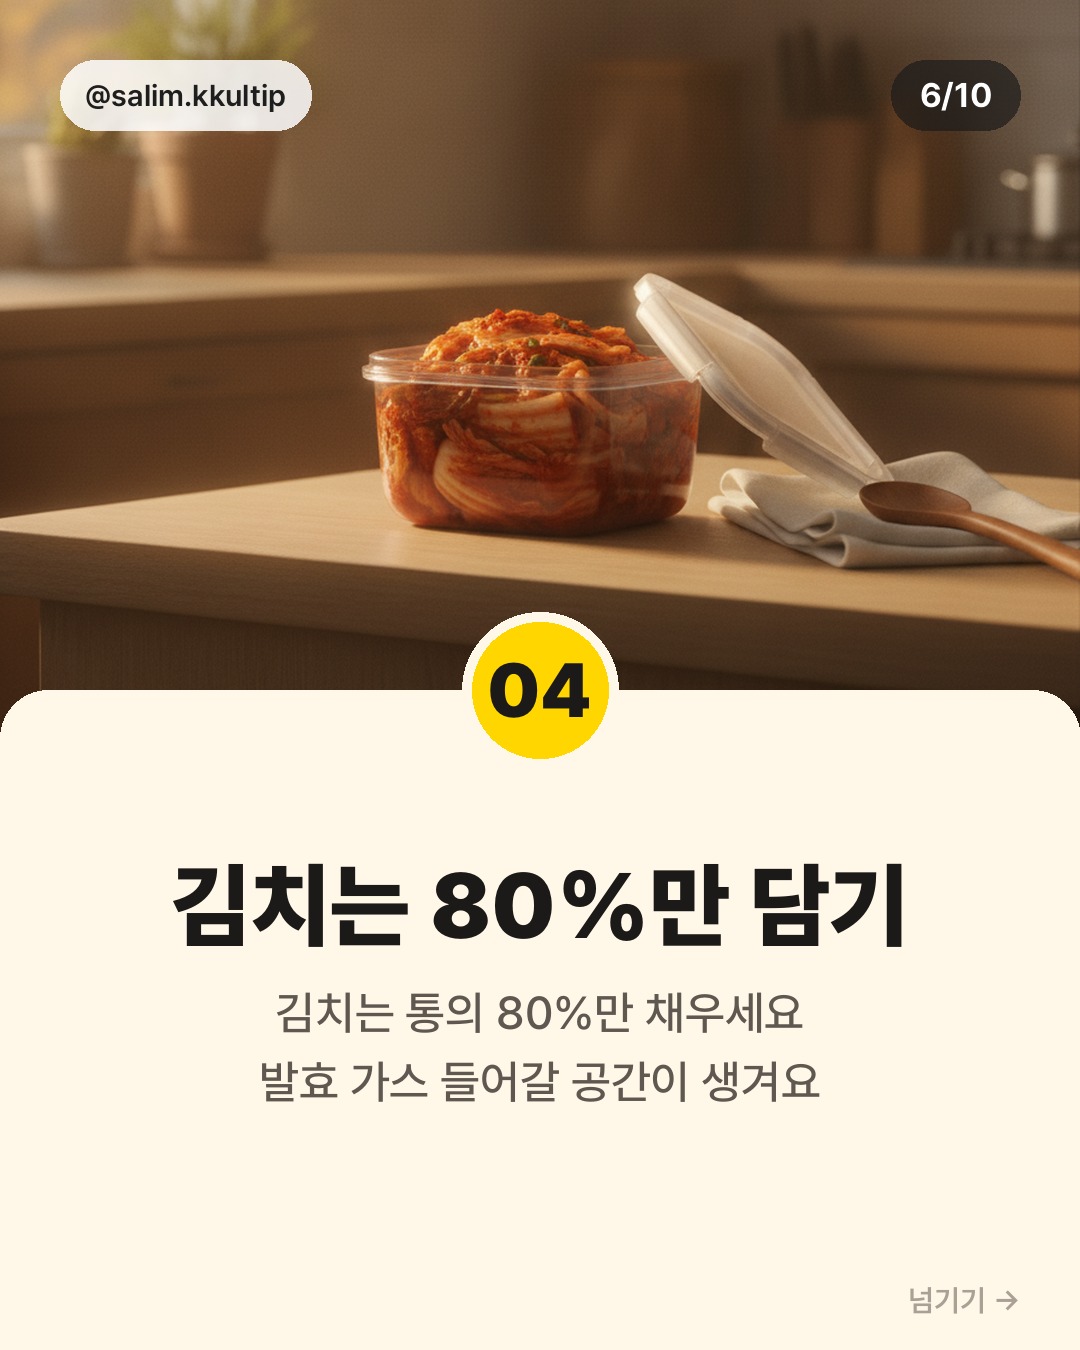 @salim.kkultip
6/10
04
김치는 80%만 담기
김치는 통의 80%만 채우세요
발효 가스 들어갈 공간이 생겨요
넘기기 →